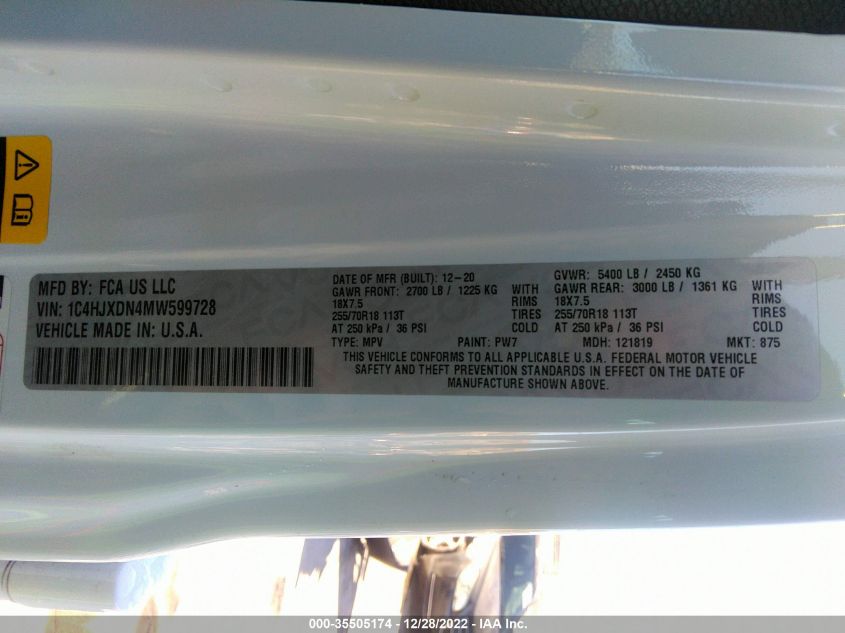 MFD BY: FCA US LLC
VIN: 1C4HJXDN4MW599728
VEHICLE MADE IN U.S.A.
DATE OF MFR (BUILT): 12-20
GVWR: 5400 LB / 2450 KG
GAWR FRONT: 2700 LB / 1225 KG WITH
GAWR REAR: 3000 LB / 1361 KG WITH
18X7.5 RIMS
18X7.5 RIMS
255/70R18 113T TIRES
255/70R18 113T TIRES
AT 250 kPa / 36 PSI COLD
AT 250 kPa / 36 PSI COLD
TYPE: MPV PAINT: PW7 MDH: 121819 MKT: 875
THIS VEHICLE CONFORMS TO ALL APPLICABLE U.S.A. FEDERAL MOTOR VEHICLE
SAFETY AND THEFT PREVENTION STANDARDS IN EFFECT ON THE DATE OF
MANUFACTURE SHOWN ABOVE.
000-35505174 - 12/28/2022 - IAA Inc.